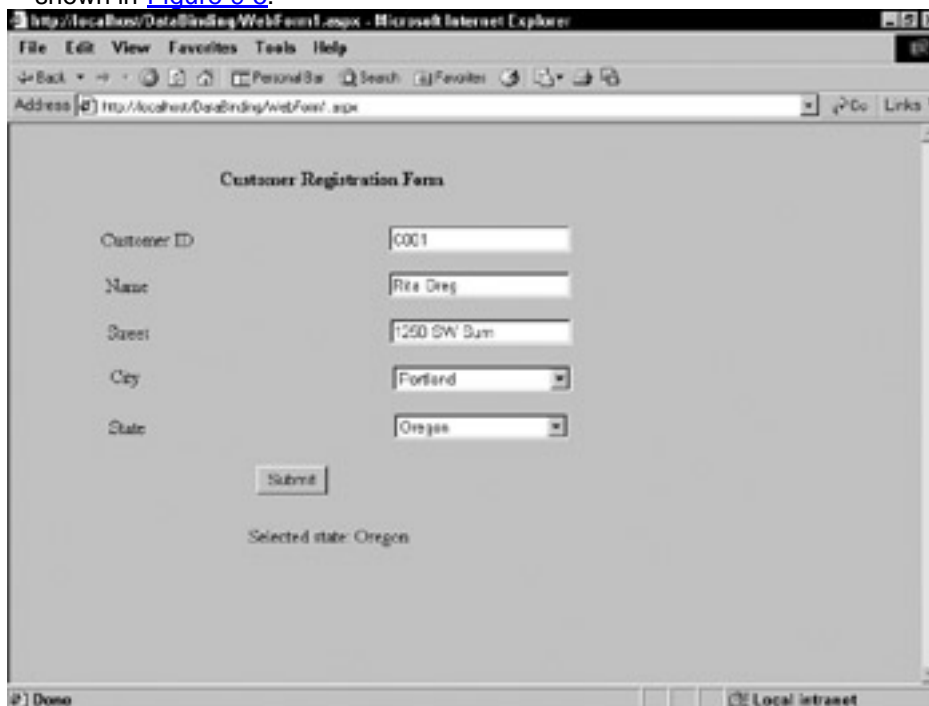 shown in Figure 6-8.
http://localhost/DataBinding/WebForm1.aspx - Microsoft Internet Explorer
File Edit View Favorites Tools Help
Back Personal Bar Search Favorites
Address http://localhost/DataBinding/WebForm1.aspx Go Links
Customer Registration Form
Customer ID C001
Name Rita Greg
Street 1250 SW Sum
City Portland
State Oregon
Submit
Selected state: Oregon
Done Local intranet